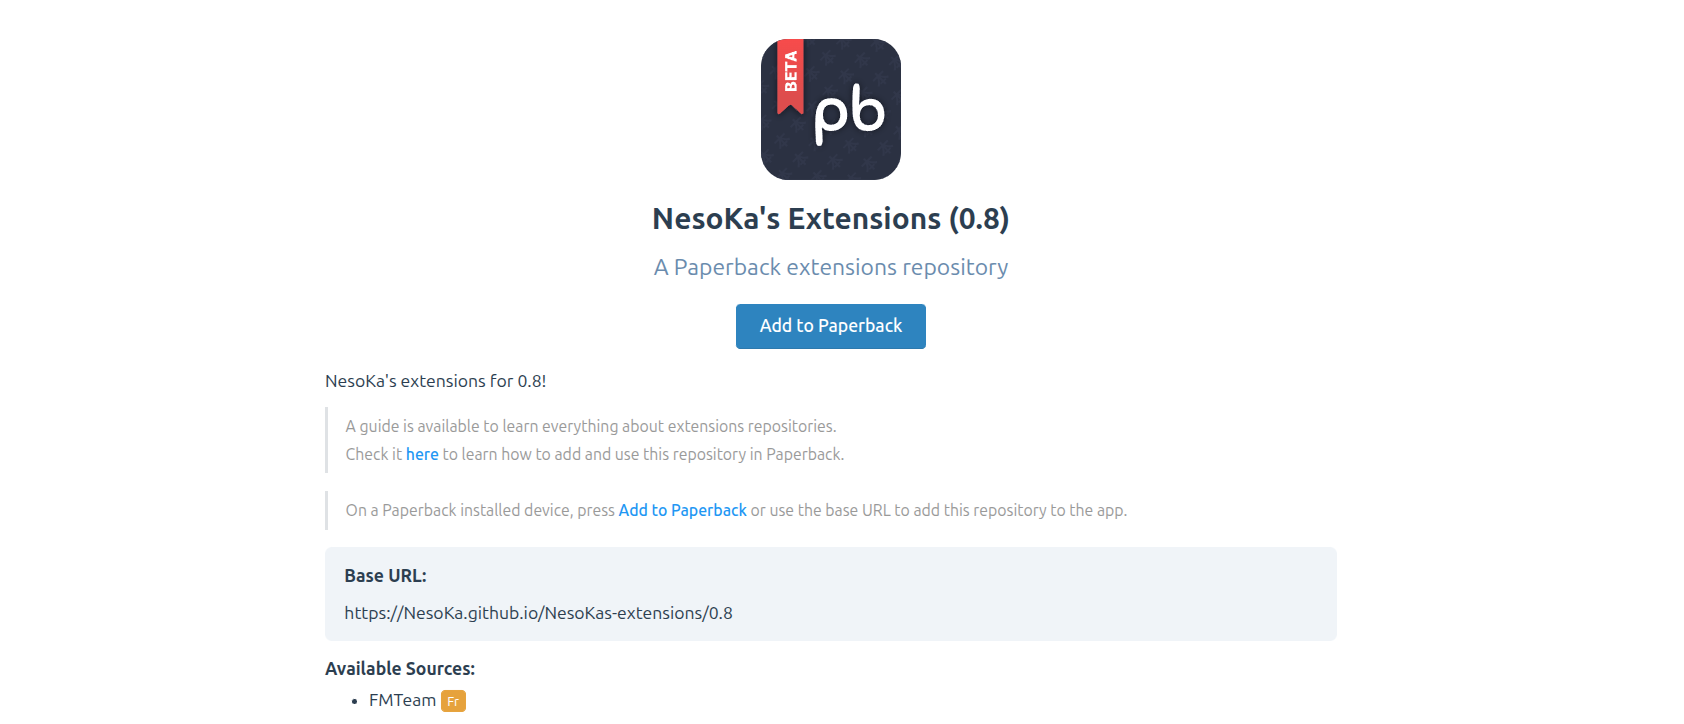 BETA
pb
NesoKa's Extensions (0.8)
A Paperback extensions repository
Add to Paperback
NesoKa's extensions for 0.8!
A guide is available to learn everything about extensions repositories.
Check it here to learn how to add and use this repository in Paperback.
On a Paperback installed device, press Add to Paperback or use the base URL to add this repository to the app.
Base URL:
https://NesoKa.github.io/NesoKas-extensions/0.8
Available Sources:
FMTeam Fr